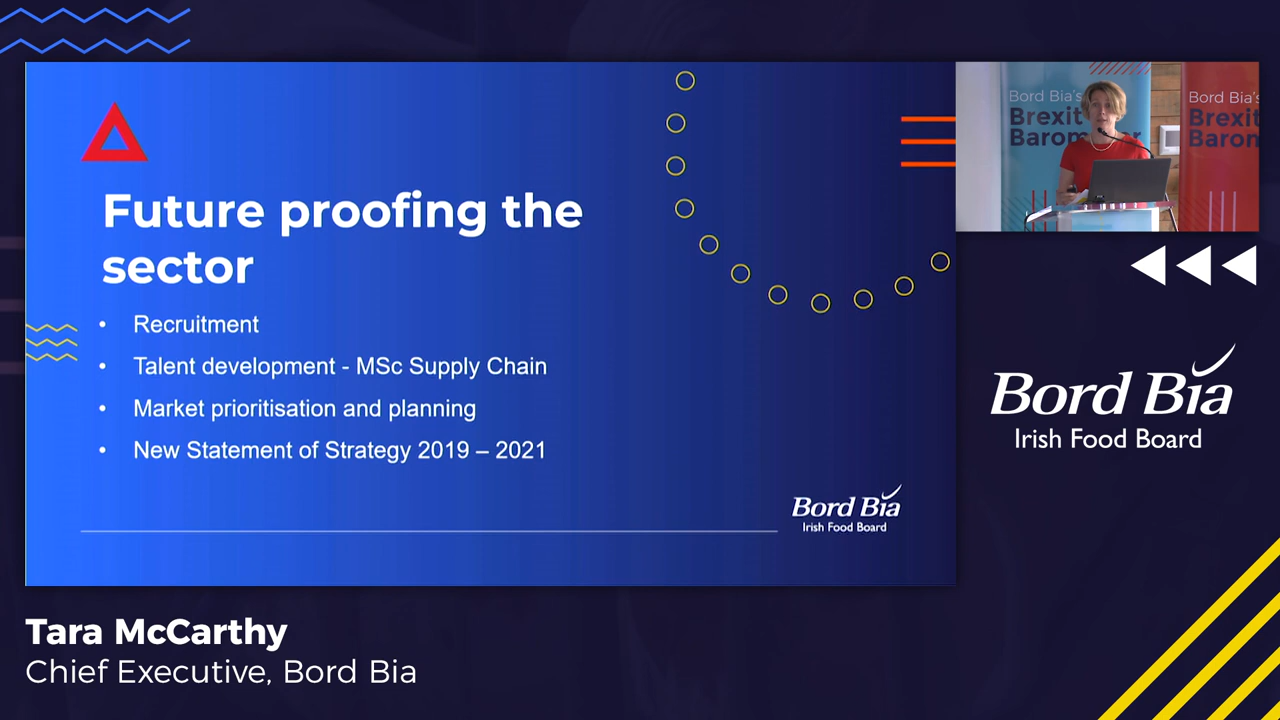 Future proofing the
sector
• Recruitment
• Talent development - MSc Supply Chain
• Market prioritisation and planning
• New Statement of Strategy 2019 – 2021
Bord Bia
Irish Food Board
Bord Bia's
Brexit
Bord Bia's
Brexit
Bord Bia
Irish Food Board
Tara McCarthy
Chief Executive, Bord Bia